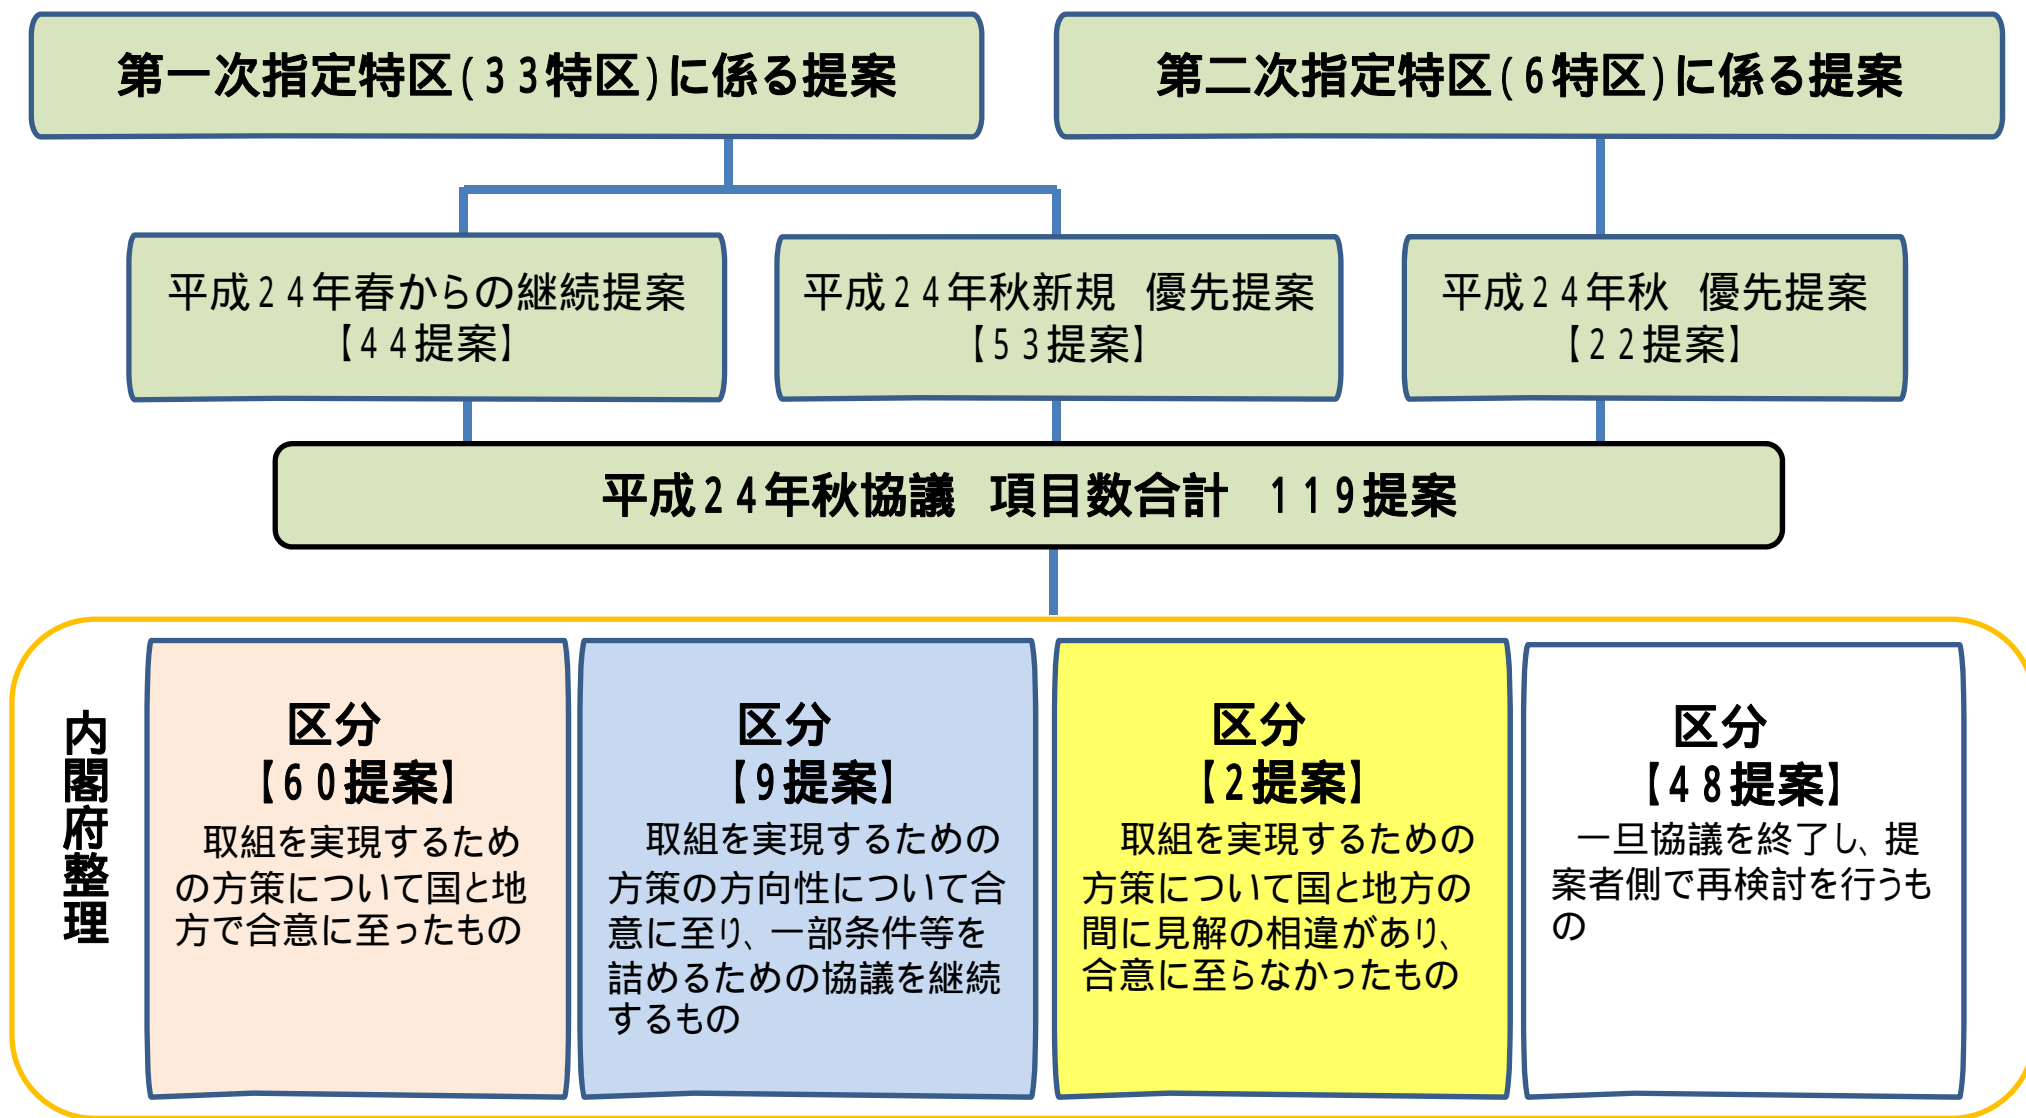 第一次指定特区(33特区)に係る提案
第二次指定特区(6特区)に係る提案
平成24年春からの継続提案
【44提案】
平成24年秋新規　優先提案
【53提案】
平成24年秋　優先提案
【22提案】
平成24年秋協議　項目数合計　119提案
内閣府整理
区分
【60提案】
取組を実現するため
の方策について国と地
方で合意に至ったもの
区分
【9提案】
取組を実現するための
方策の方向性について合
意に至り、一部条件等を
詰めるための協議を継続
するもの
区分
【2提案】
取組を実現するための
方策について国と地方の
間に見解の相違があり、
合意に至らなかったもの
区分
【48提案】
一旦協議を終了し、提
案者側で再検討を行うも
の